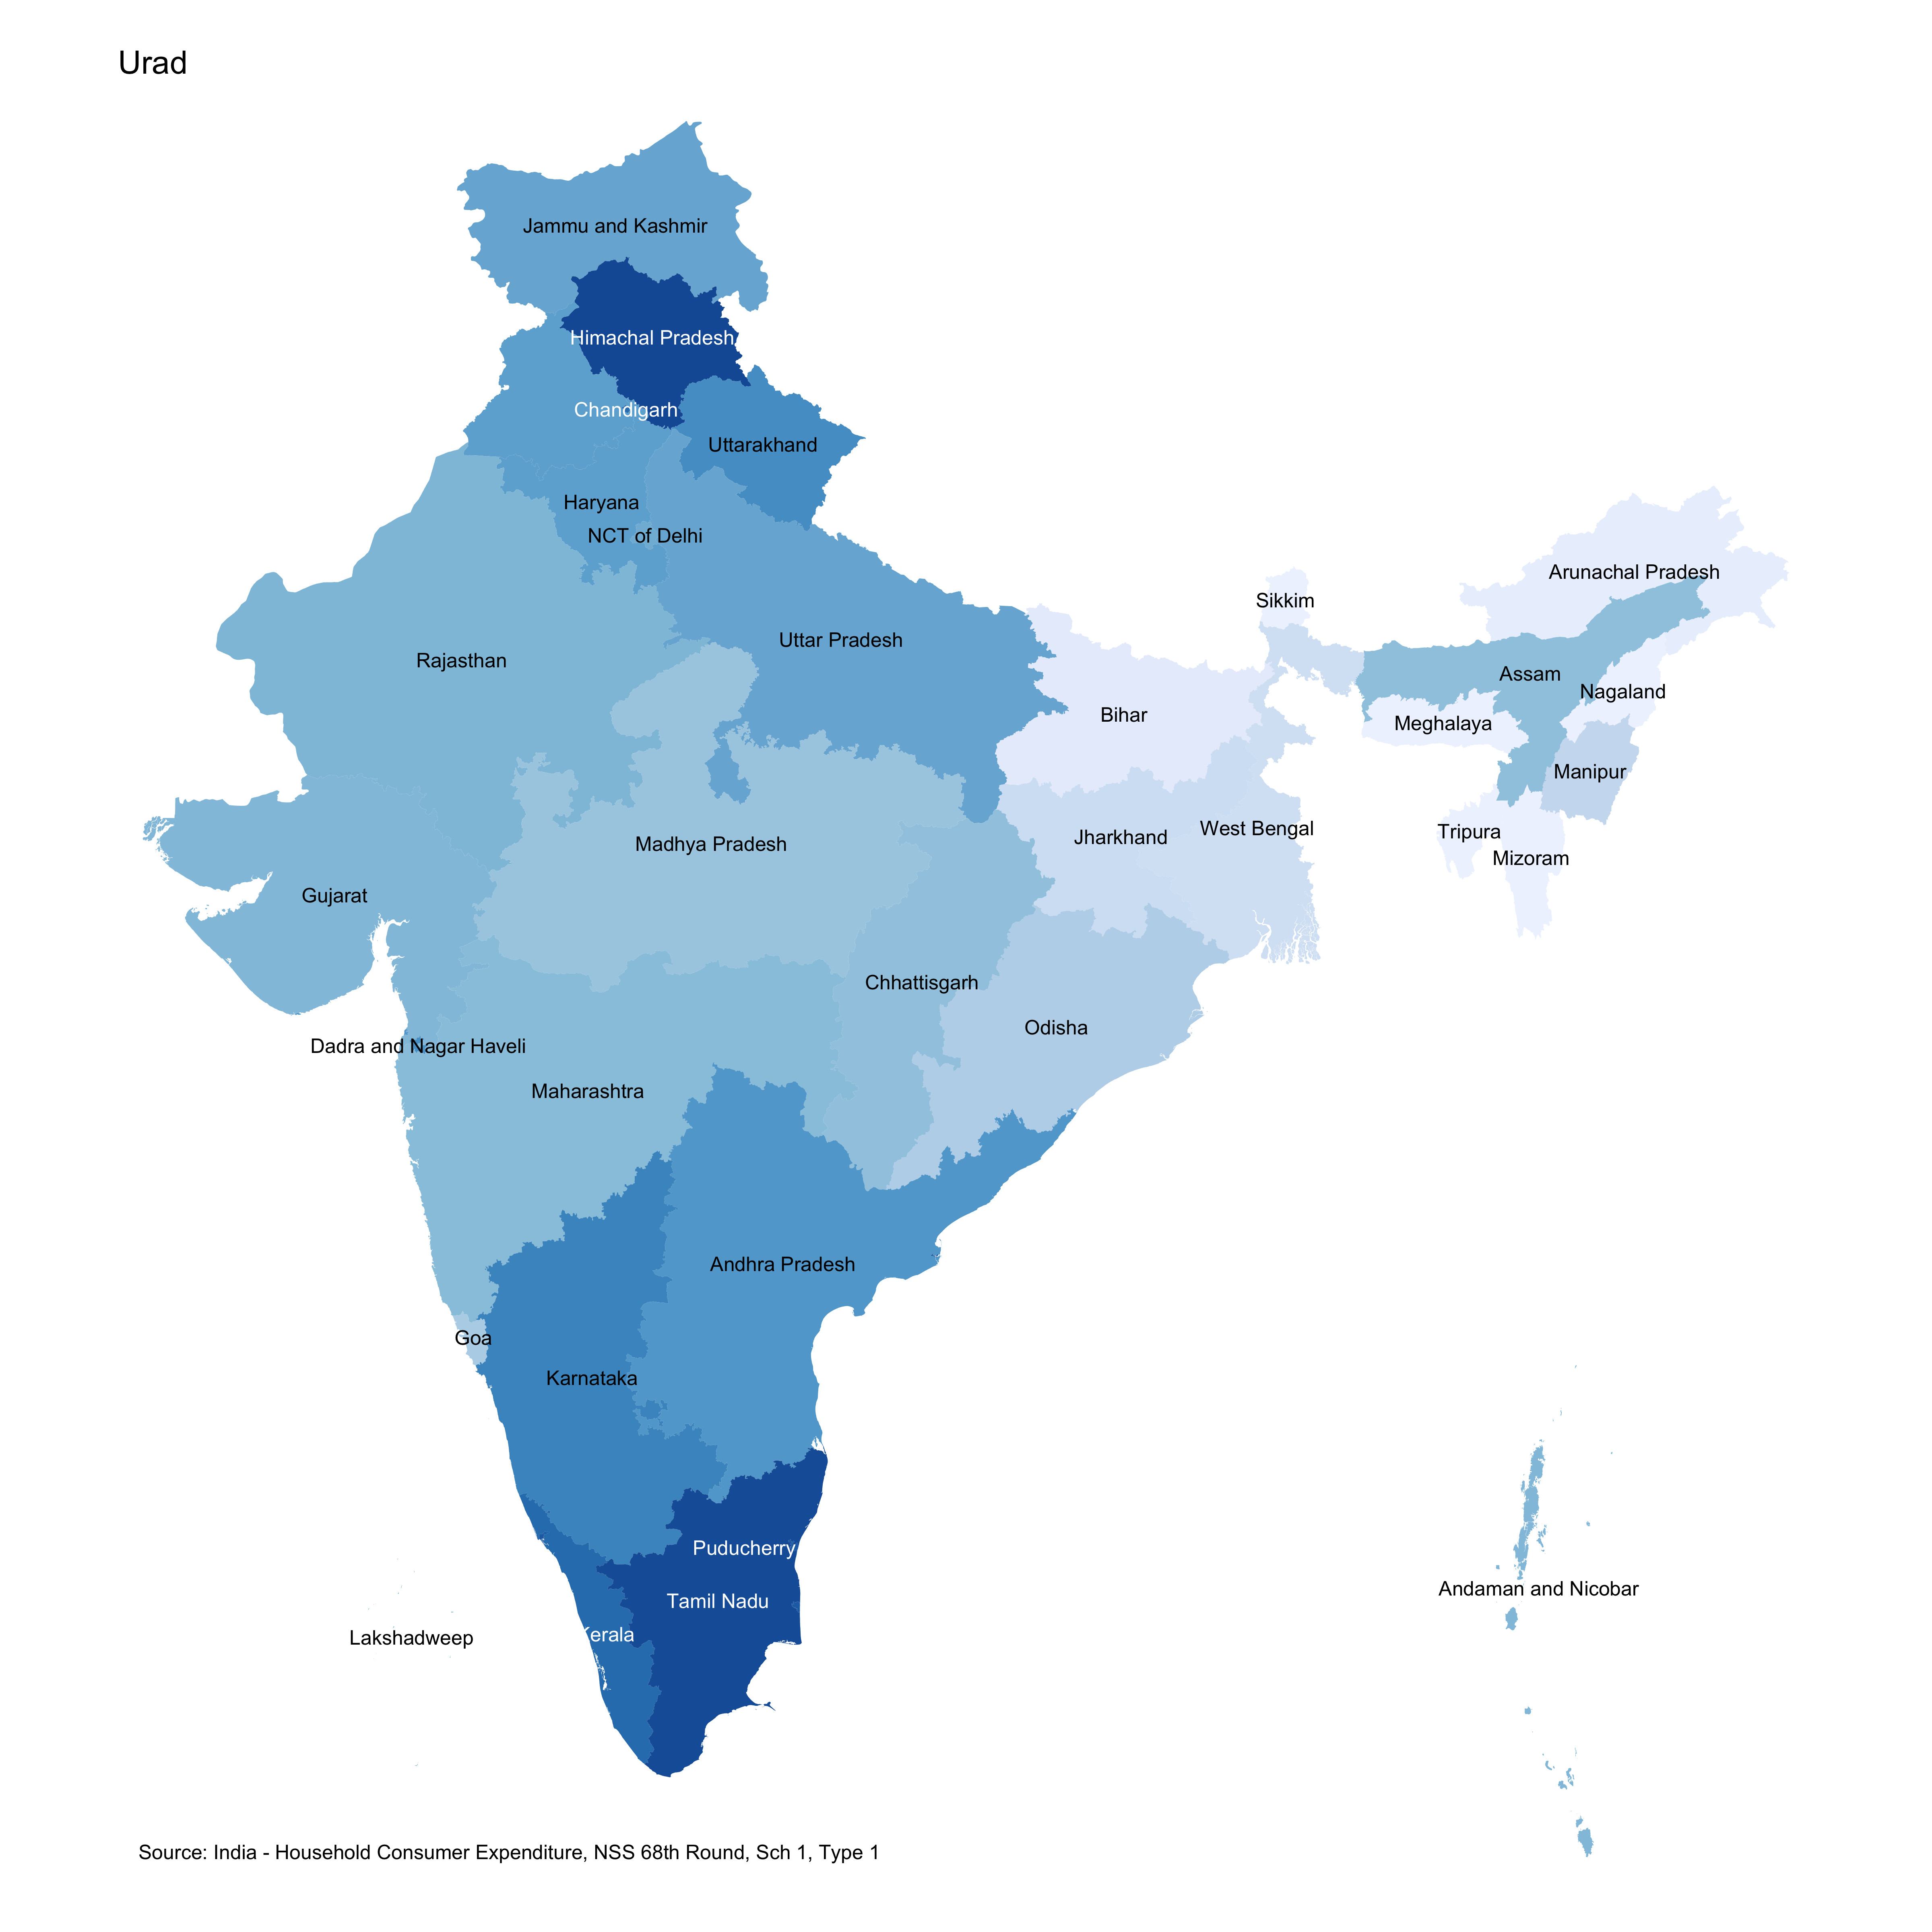 Urad
Jammu and Kashmir
Himachal Pradesh
Chandigarh
Uttarakhand
Haryana
NCT of Delhi
Arunachal Pradesh
Sikkim
Uttar Pradesh
Rajasthan
Assam
Nagaland
Bihar
Meghalaya
Manipur
West Bengal
Tripura
Jharkhand
Madhya Pradesh
Mizoram
Gujarat
Chhattisgarh
Odisha
Dadra and Nagar Haveli
Maharashtra
Andhra Pradesh
Goa
Karnataka
Puducherry
Andaman and Nicobar
Tamil Nadu
Kerala
Lakshadweep
Source: India - Household Consumer Expenditure, NSS 68th Round, Sch 1, Type 1